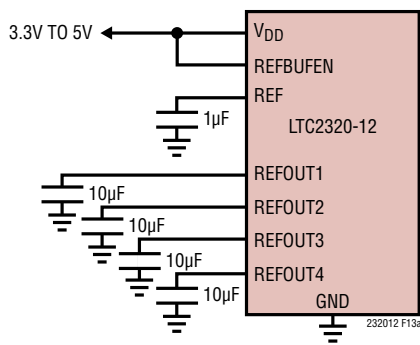 3.3V TO 5V
VDD
REFBUFEN
REF
1µF
LTC2320-12
REFOUT1
10µF
REFOUT2
10µF
REFOUT3
10µF
REFOUT4
10µF
GND
232012 F13a